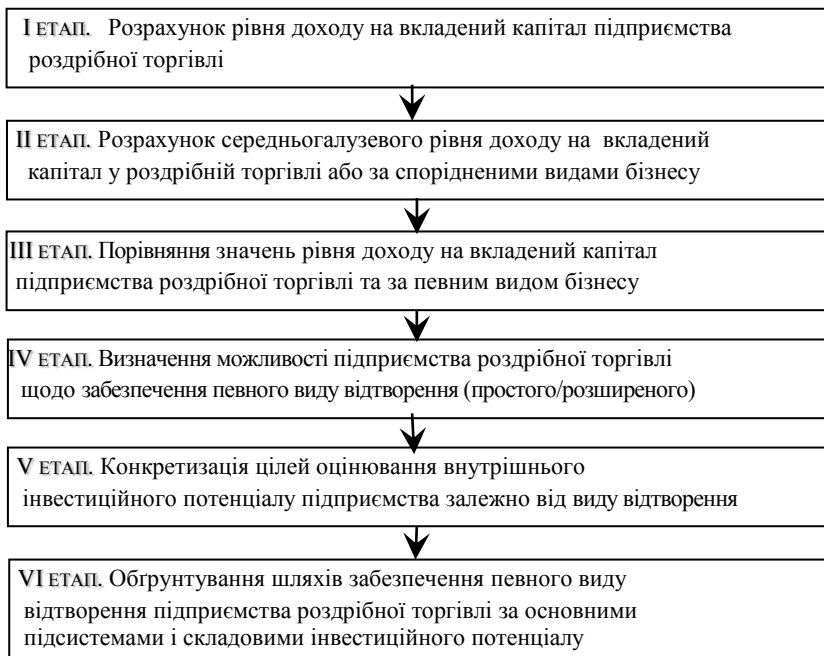 I ЕТАП. Розрахунок рівня доходу на вкладений капітал підприємства
роздрібної торгівлі
II ЕТАП. Розрахунок середньогалузевого рівня доходу на вкладений
капітал у роздрібній торгівлі або за спорідненими видами бізнесу
III ЕТАП. Порівняння значень рівня доходу на вкладений капітал
підприємства роздрібної торгівлі та за певним видом бізнесу
IV ЕТАП. Визначення можливості підприємства роздрібної торгівлі
щодо забезпечення певного виду відтворення (простого/розширеного)
V ЕТАП. Конкретизація цілей оцінювання внутрішнього
інвестиційного потенціалу підприємства залежно від виду відтворення
VI ЕТАП. Обґрунтування шляхів забезпечення певного виду
відтворення підприємства роздрібної торгівлі за основними
підсистемами і складовими інвестиційного потенціалу